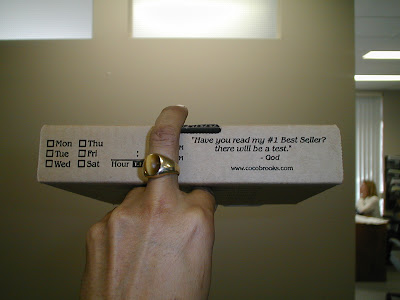 Mon Thu
Tue Fri :
Wed Sat Hour
"Have you read my #1 Best Seller?
there will be a test."
- God
www.cocobrooks.com